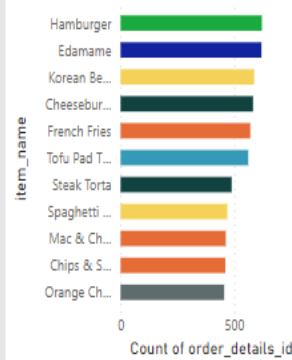 item_name
Hamburger
Edamame
Korean Be...
Cheesebur...
French Fries
Tofu Pad T...
Steak Torta
Spaghetti ...
Mac & Ch...
Chips & S...
Orange Ch...
0 500
Count of order_details_id